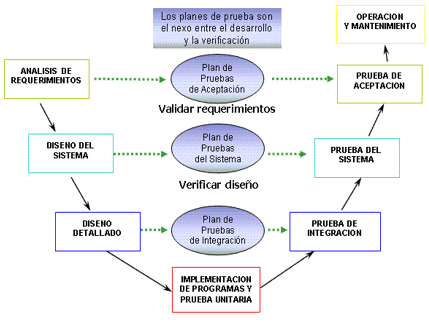 Los planes de prueba son
el nexo entre el desarrollo
y la verificación
OPERACION
Y MANTENIMIENTO
ANALISIS DE
REQUERIMIENTOS
Plan de
Pruebas
de Aceptación
PRUEBA DE
ACEPTACION
Validar requerimientos
DISENO DEL
SISTEMA
Plan de
Pruebas
del Sistema
PRUEBA DEL
SISTEMA
Verificar diseño
DISENO
DETALLADO
Plan de
Pruebas
de Integración
PRUEBA DE
INTEGRACION
IMPLEMENTACION
DE PROGRAMAS Y
PRUEBA UNITARIA